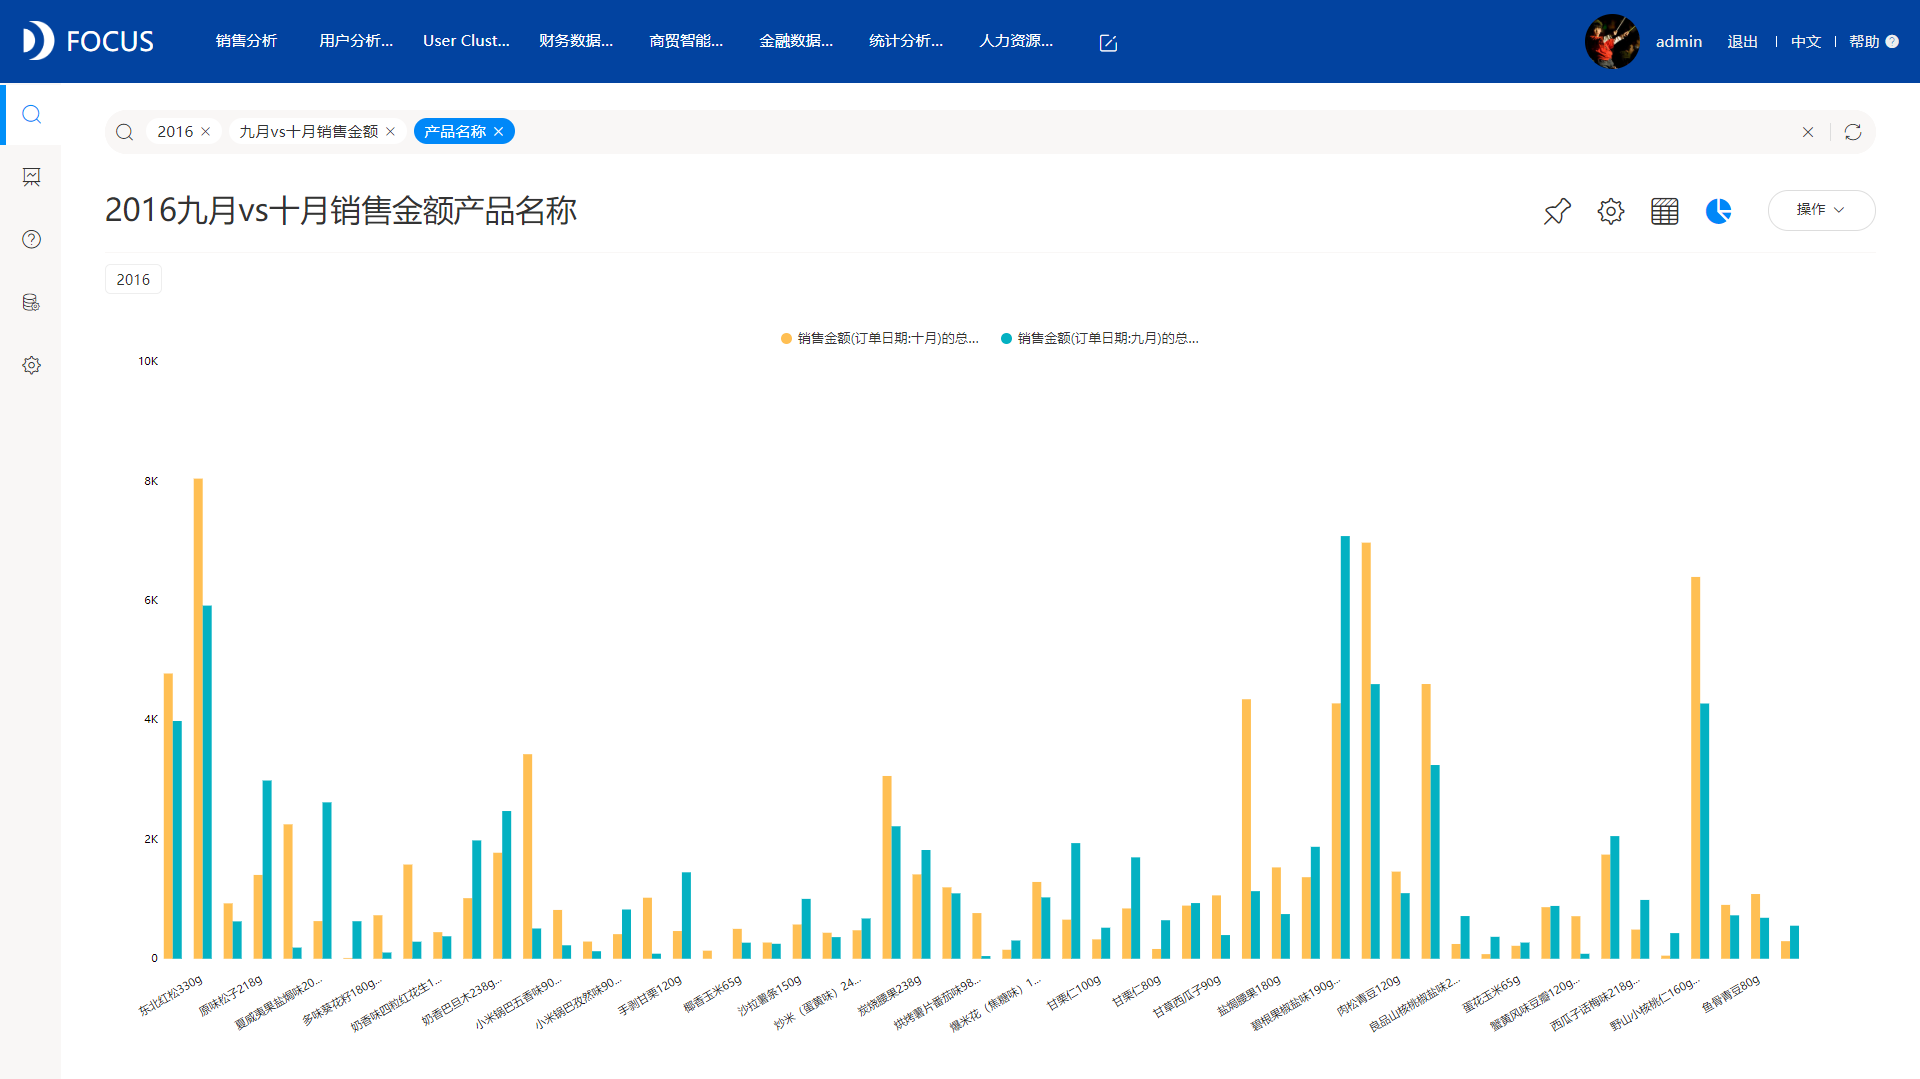 FOCUS 销售分析 用户分析... User Clust... 财务数据... 商贸智能... 金融数据... 统计分析... 人力资源... admin 退出 中文 帮助
2016 九月vs十月销售金额 产品名称
2016九月vs十月销售金额产品名称
操作
2016
销售金额(订单日期:十月)的总... 销售金额(订单日期:九月)的总...
10K
8K
6K
4K
2K
0
东北红松330g 原味松子218g 夏威夷果盐焗味20... 多味葵花籽180g... 奶香味四粒红花生1... 奶香巴旦木238g... 小米锅巴五香味90... 小米锅巴孜然味90... 手剥甘栗120g 椰香玉米65g 沙拉薯条150g 炒米（蛋黄味）24... 炭烧腰果238g 烘烤薯片番茄味98... 爆米花（焦糖味）1... 甘栗仁100g 甘栗仁80g 甘草西瓜子90g 盐焗腰果180g 碧根果椒盐味190g... 肉松青豆120g 良品山核桃椒盐味2... 蛋花玉米65g 蟹黄风味豆瓣120g... 西瓜子话梅味218g... 野山小核桃仁160g... 鱼骨青豆80g